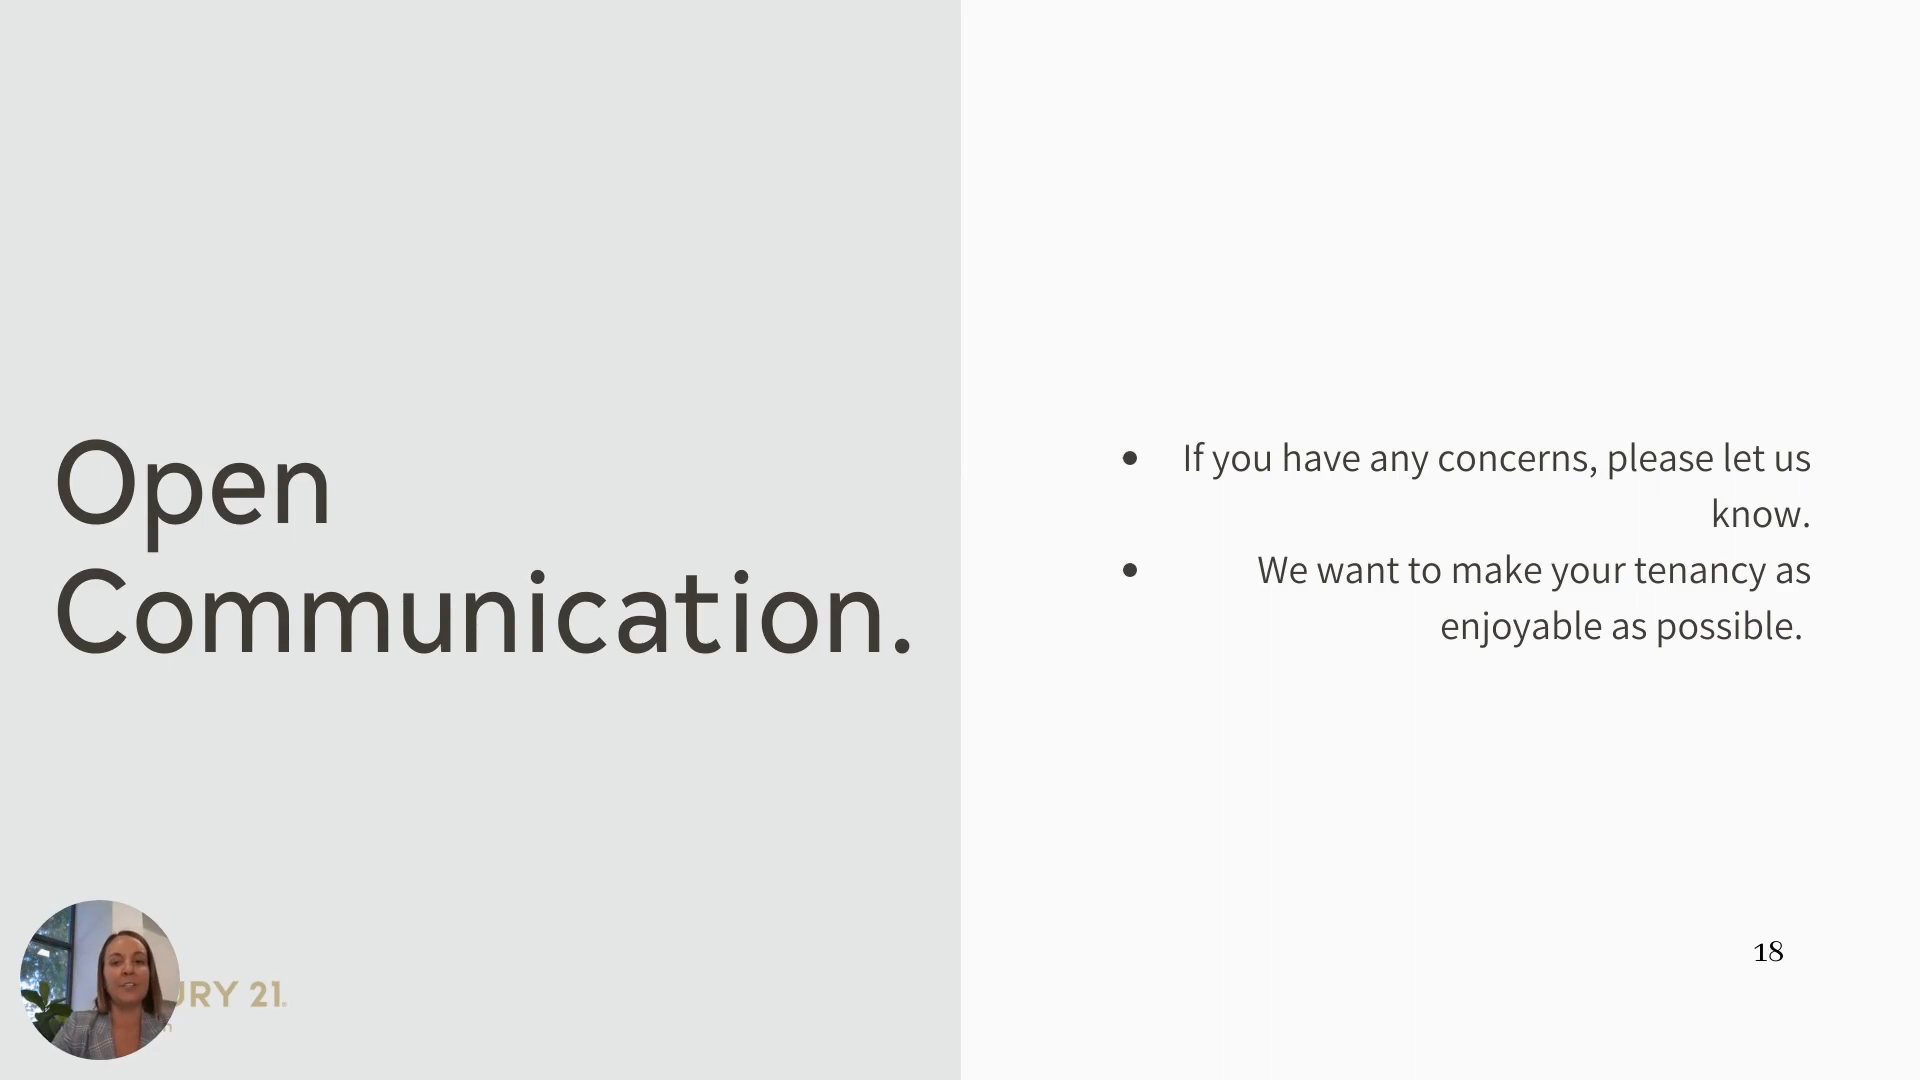 Open
Communication.
• If you have any concerns, please let us
know.
• We want to make your tenancy as
enjoyable as possible.
18
URY 21.